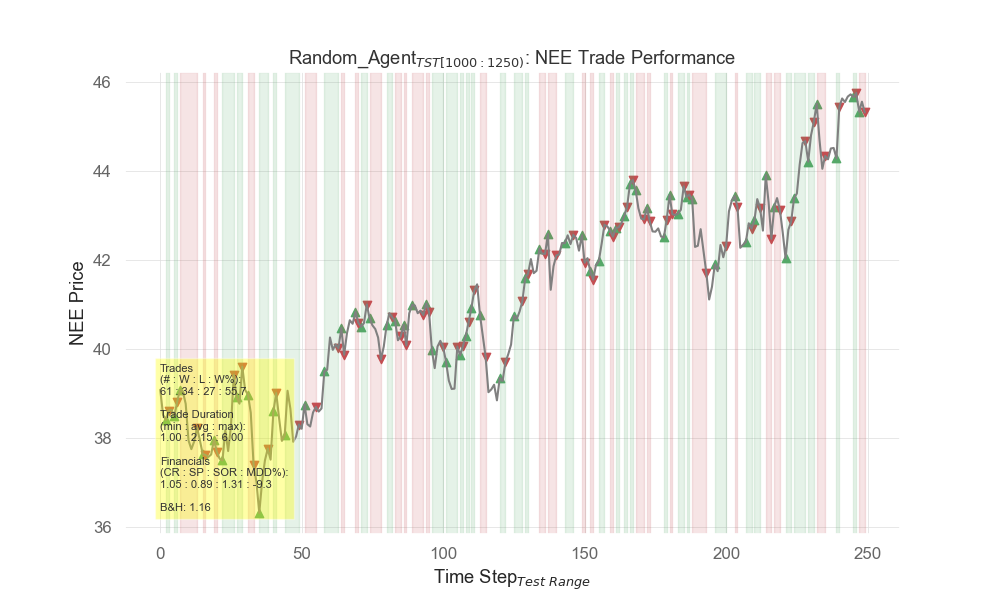 Random_Agent TST[1000:1250): NEE Trade Performance
46
44
42
40
38
36
NEE Price
Trades
(# : W : L : W%):
61 : 34 : 27 : 55.7
Trade Duration
(min : avg : max):
1.00 : 2.15 : 6.00
Financials
(CR : SP : SOR : MDD%):
1.05 : 0.89 : 1.31 : -9.3
B&H: 1.16
0 50 100 150 200 250
Time Step Test Range